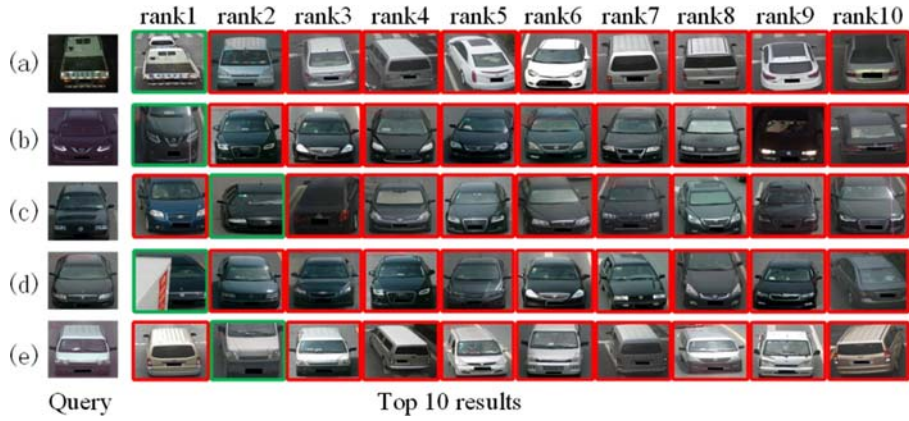 rank1 rank2 rank3 rank4 rank5 rank6 rank7 rank8 rank9 rank10
(a)
(b)
(c)
(d)
(e)
Query Top 10 results